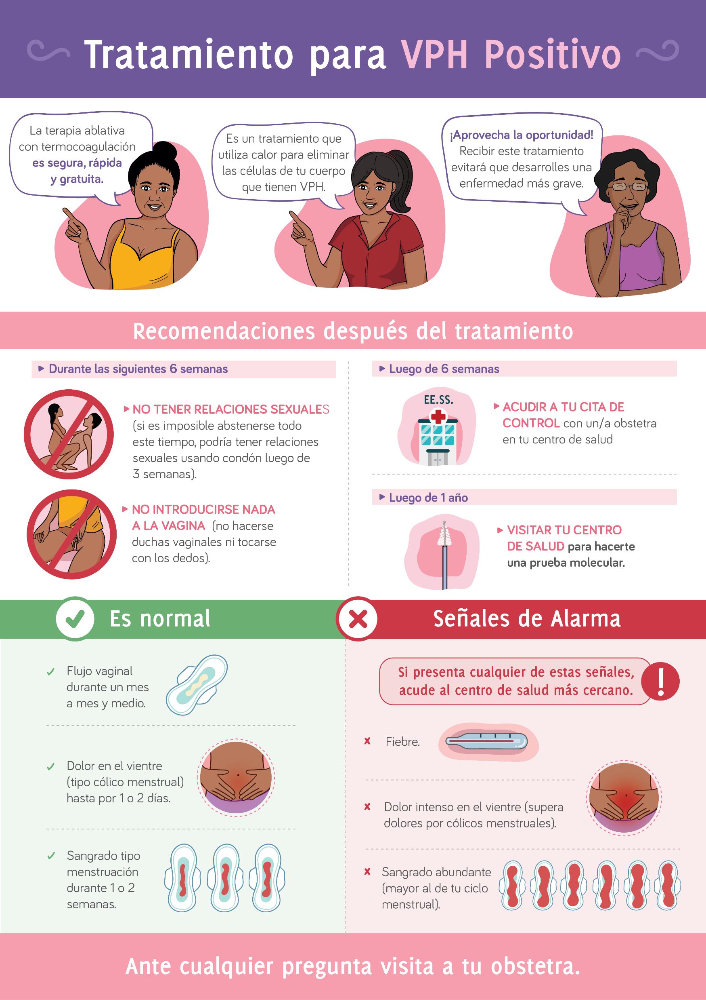 Tratamiento para VPH Positivo
La terapia ablativa
con termocoagulación
es segura, rápida
y gratuita.
Es un tratamiento que
utiliza calor para eliminar
las células de tu cuerpo
que tienen VPH.
¡Aprovecha la oportunidad!
Recibir este tratamiento
evitará que desarrolles una
enfermedad más grave.
Recomendaciones después del tratamiento
Durante las siguientes 6 semanas
NO TENER RELACIONES SEXUALES
(si es imposible abstenerse todo
este tiempo, podría tener relaciones
sexuales usando condón luego de
3 semanas).
NO INTRODUCIRSE NADA
A LA VAGINA (no hacerse
duchas vaginales ni tocarse
con los dedos).
Luego de 6 semanas
EE.SS.
ACUDIR A TU CITA DE
CONTROL con un/a obstetra
en tu centro de salud
Luego de 1 año
VISITAR TU CENTRO
DE SALUD para hacerte
una prueba molecular.
Es normal
Flujo vaginal
durante un mes
a mes y medio.
Dolor en el vientre
(tipo cólico menstrual)
hasta por 1 o 2 días.
Sangrado tipo
menstruación
durante 1 o 2
semanas.
Señales de Alarma
Si presenta cualquier de estas señales,
acude al centro de salud más cercano.
!
Fiebre.
Dolor intenso en el vientre (supera
dolores por cólicos menstruales).
Sangrado abundante
(mayor al de tu ciclo
menstrual).
Ante cualquier pregunta visita a tu obstetra.